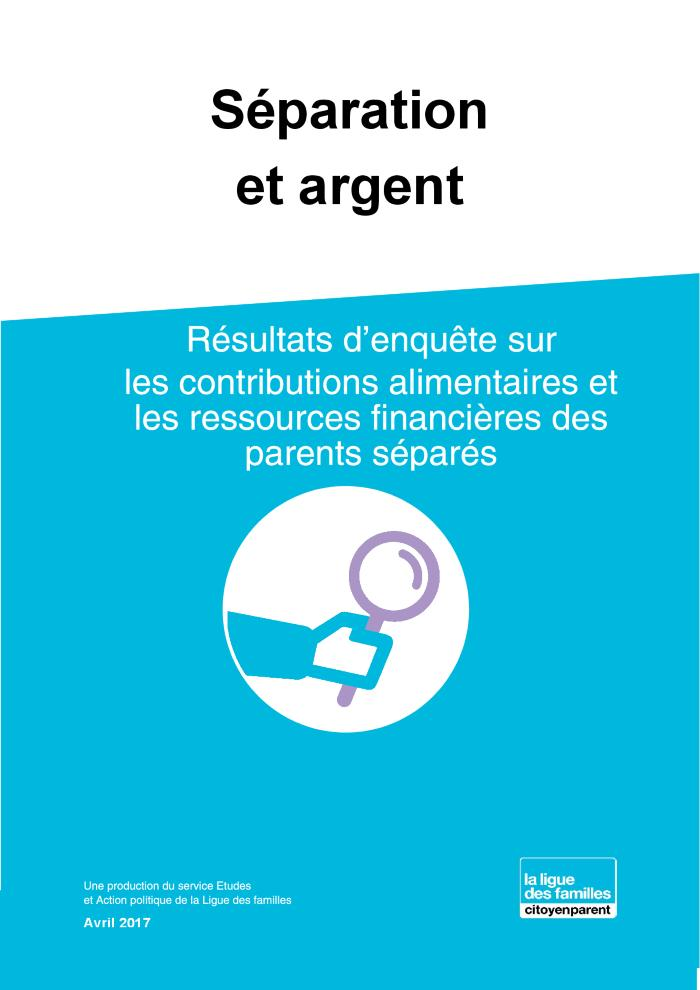 Séparation
et argent
Résultats d’enquête sur
les contributions alimentaires et
les ressources financières des
parents séparés
Une production du service Etudes
et Action politique de la Ligue des familles
Avril 2017
la ligue
des familles
citoyenparent